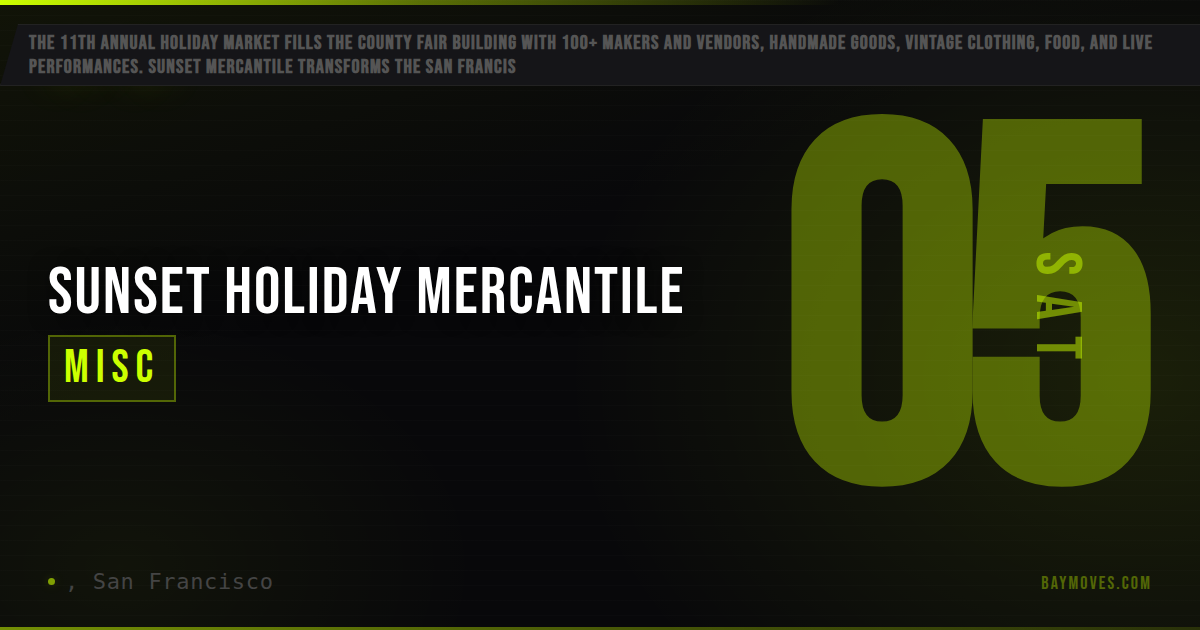 THE 11TH ANNUAL HOLIDAY MARKET FILLS THE COUNTY FAIR BUILDING WITH 100+ MAKERS AND VENDORS, HANDMADE GOODS, VINTAGE CLOTHING, FOOD, AND LIVE
PERFORMANCES. SUNSET MERCANTILE TRANSFORMS THE SAN FRANCIS
05
SAT
SUNSET HOLIDAY MERCANTILE
MISC
, San Francisco
BAYMOVES.COM